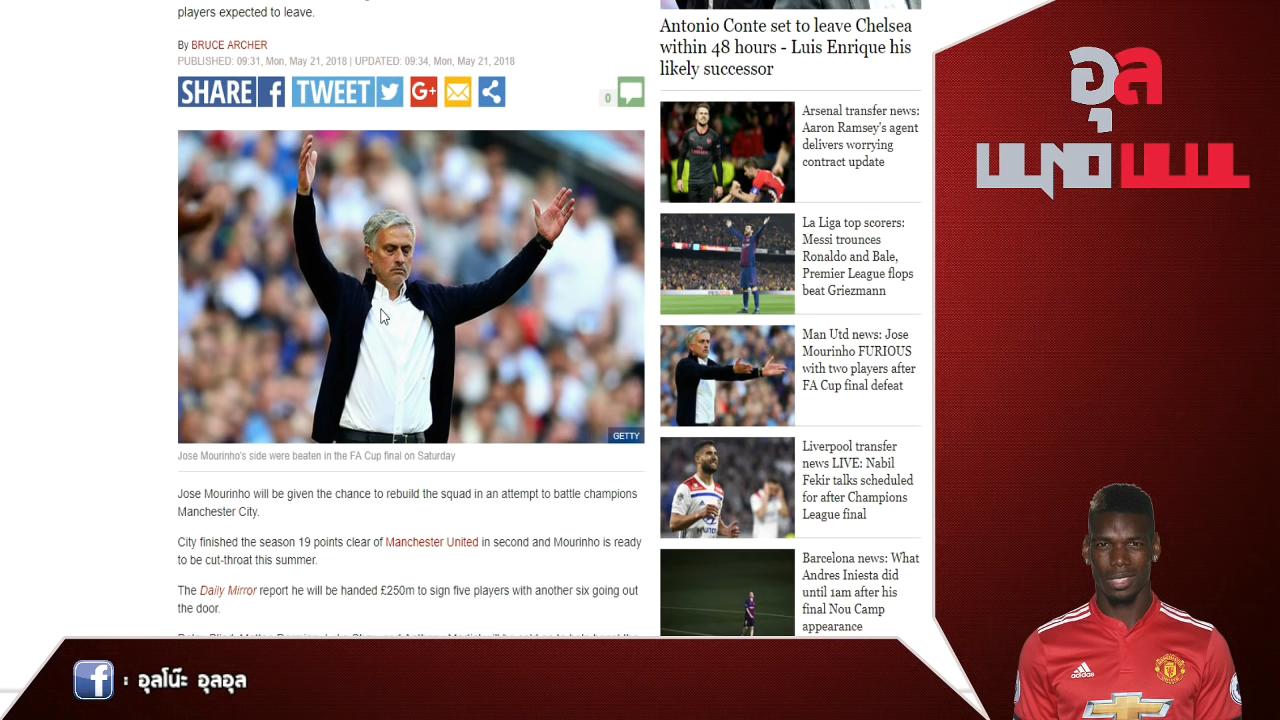 players expected to leave.
By BRUCE ARCHER
PUBLISHED: 09:31, Mon, May 21, 2018 | UPDATED: 09:34, Mon, May 21, 2018
SHARE
TWEET
G+
0
GETTY
Jose Mourinho's side were beaten in the FA Cup final on Saturday
Jose Mourinho will be given the chance to rebuild the squad in an attempt to battle champions
Manchester City.
City finished the season 19 points clear of Manchester United in second and Mourinho is ready
to be cut-throat this summer.
The Daily Mirror report he will be handed £250m to sign five players with another six going out
the door.
Antonio Conte set to leave Chelsea
within 48 hours - Luis Enrique his
likely successor
Arsenal transfer news:
Aaron Ramsey's agent
delivers worrying
contract update
La Liga top scorers:
Messi trounces
Ronaldo and Bale,
Premier League flops
beat Griezmann
Man Utd news: Jose
Mourinho FURIOUS
with two players after
FA Cup final defeat
Liverpool transfer
news LIVE: Nabil
Fekir talks scheduled
for after Champions
League final
Barcelona news: What
Andres Iniesta did
until 1am after his
final Nou Camp
appearance
อุล
adidas
: อุลโน๊ะ อุลอุล